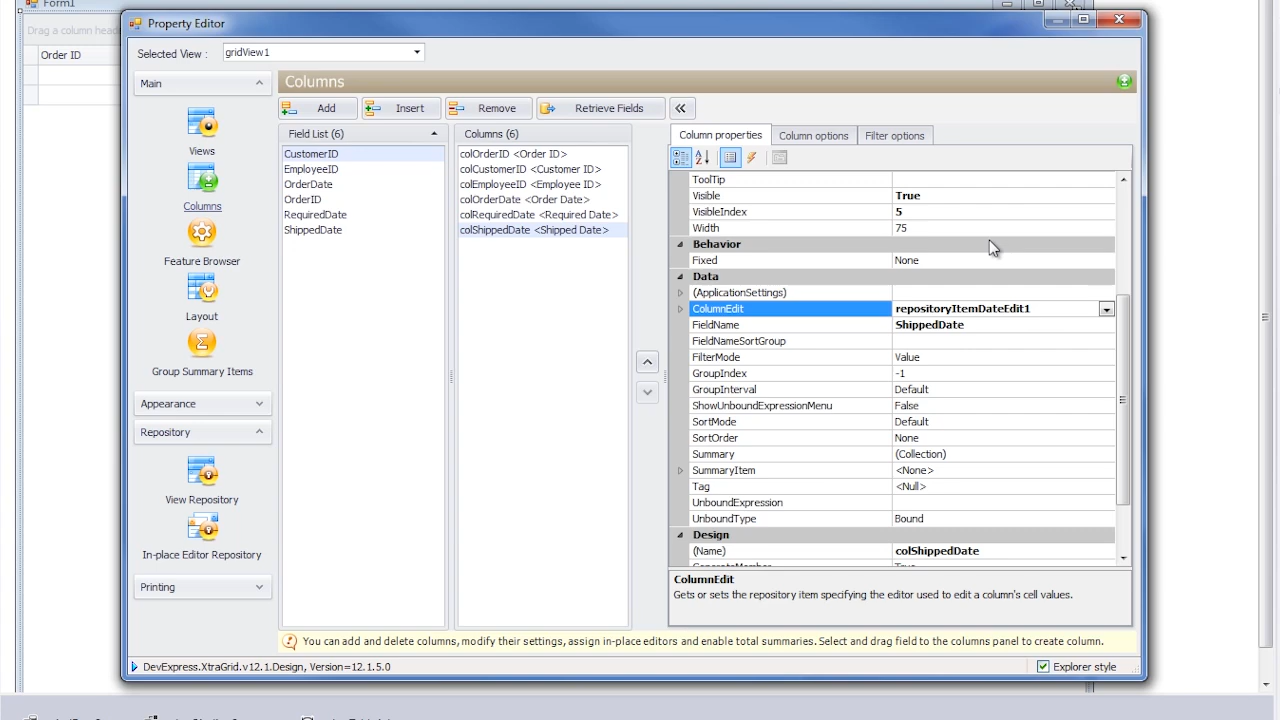 Form1
Property Editor
Drag a column head
Order ID
Selected View :
gridView1
Main
Views
Columns
Feature Browser
Layout
Group Summary Items
Appearance
Repository
View Repository
In-place Editor Repository
Printing
Columns
Add
Insert
Remove
Retrieve Fields
Field List (6)
CustomerID
EmployeeID
OrderDate
OrderID
RequiredDate
ShippedDate
Columns (6)
colOrderID <Order ID>
colCustomerID <Customer ID>
colEmployeeID <Employee ID>
colOrderDate <Order Date>
colRequiredDate <Required Date>
colShippedDate <Shipped Date>
Column properties
Column options
Filter options
ToolTip
Visible True
VisibleIndex 5
Width 75
Behavior
Fixed None
Data
(ApplicationSettings)
ColumnEdit repositoryItemDateEdit1
FieldName ShippedDate
FieldNameSortGroup
FilterMode Value
GroupIndex -1
GroupInterval Default
ShowUnboundExpressionMenu False
SortMode Default
SortOrder None
Summary (Collection)
SummaryItem <None>
Tag <Null>
UnboundExpression
UnboundType Bound
Design
(Name) colShippedDate
ColumnEdit
Gets or sets the repository item specifying the editor used to edit a column's cell values.
You can add and delete columns, modify their settings, assign in-place editors and enable total summaries. Select and drag field to the columns panel to create column.
DevExpress.XtraGrid.v12.1.Design, Version=12.1.5.0
Explorer style